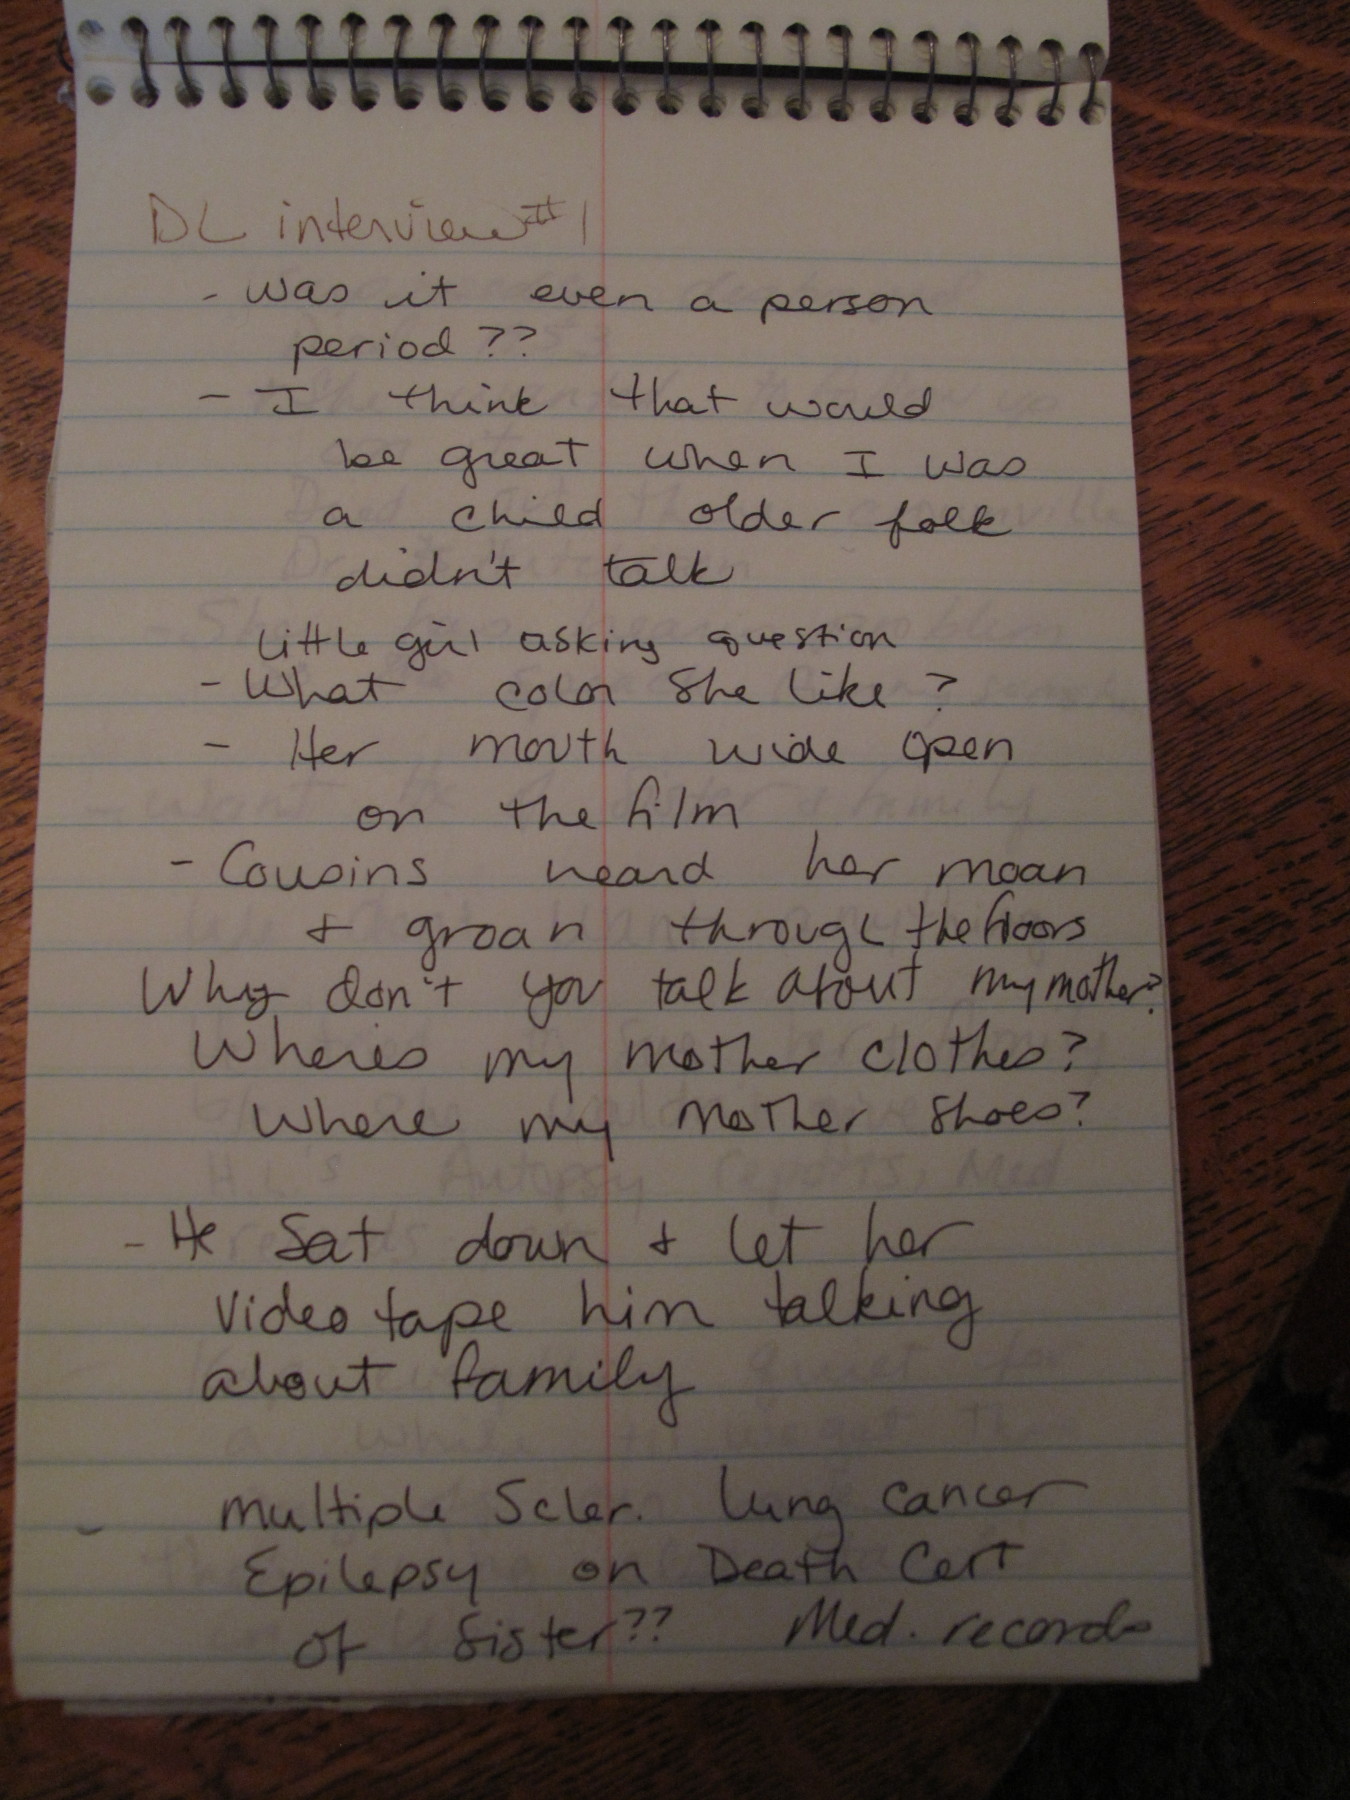 DL interview #1
- was it even a person
period ??
- I think that would
be great when I was
a child older folk
didn't talk
Little girl asking question
- What color She like ?
- Her mouth wide open
on the film
- Cousins heard her moan
+ groan through the floors
Why don't you talk about my mother?
Wheres my mother clothes?
Where my mother shoes?
- He Sat down + let her
video tape him talking
about family
- multiple Scler. lung cancer
Epilepsy on Death Cert
of Sister?? Med. records